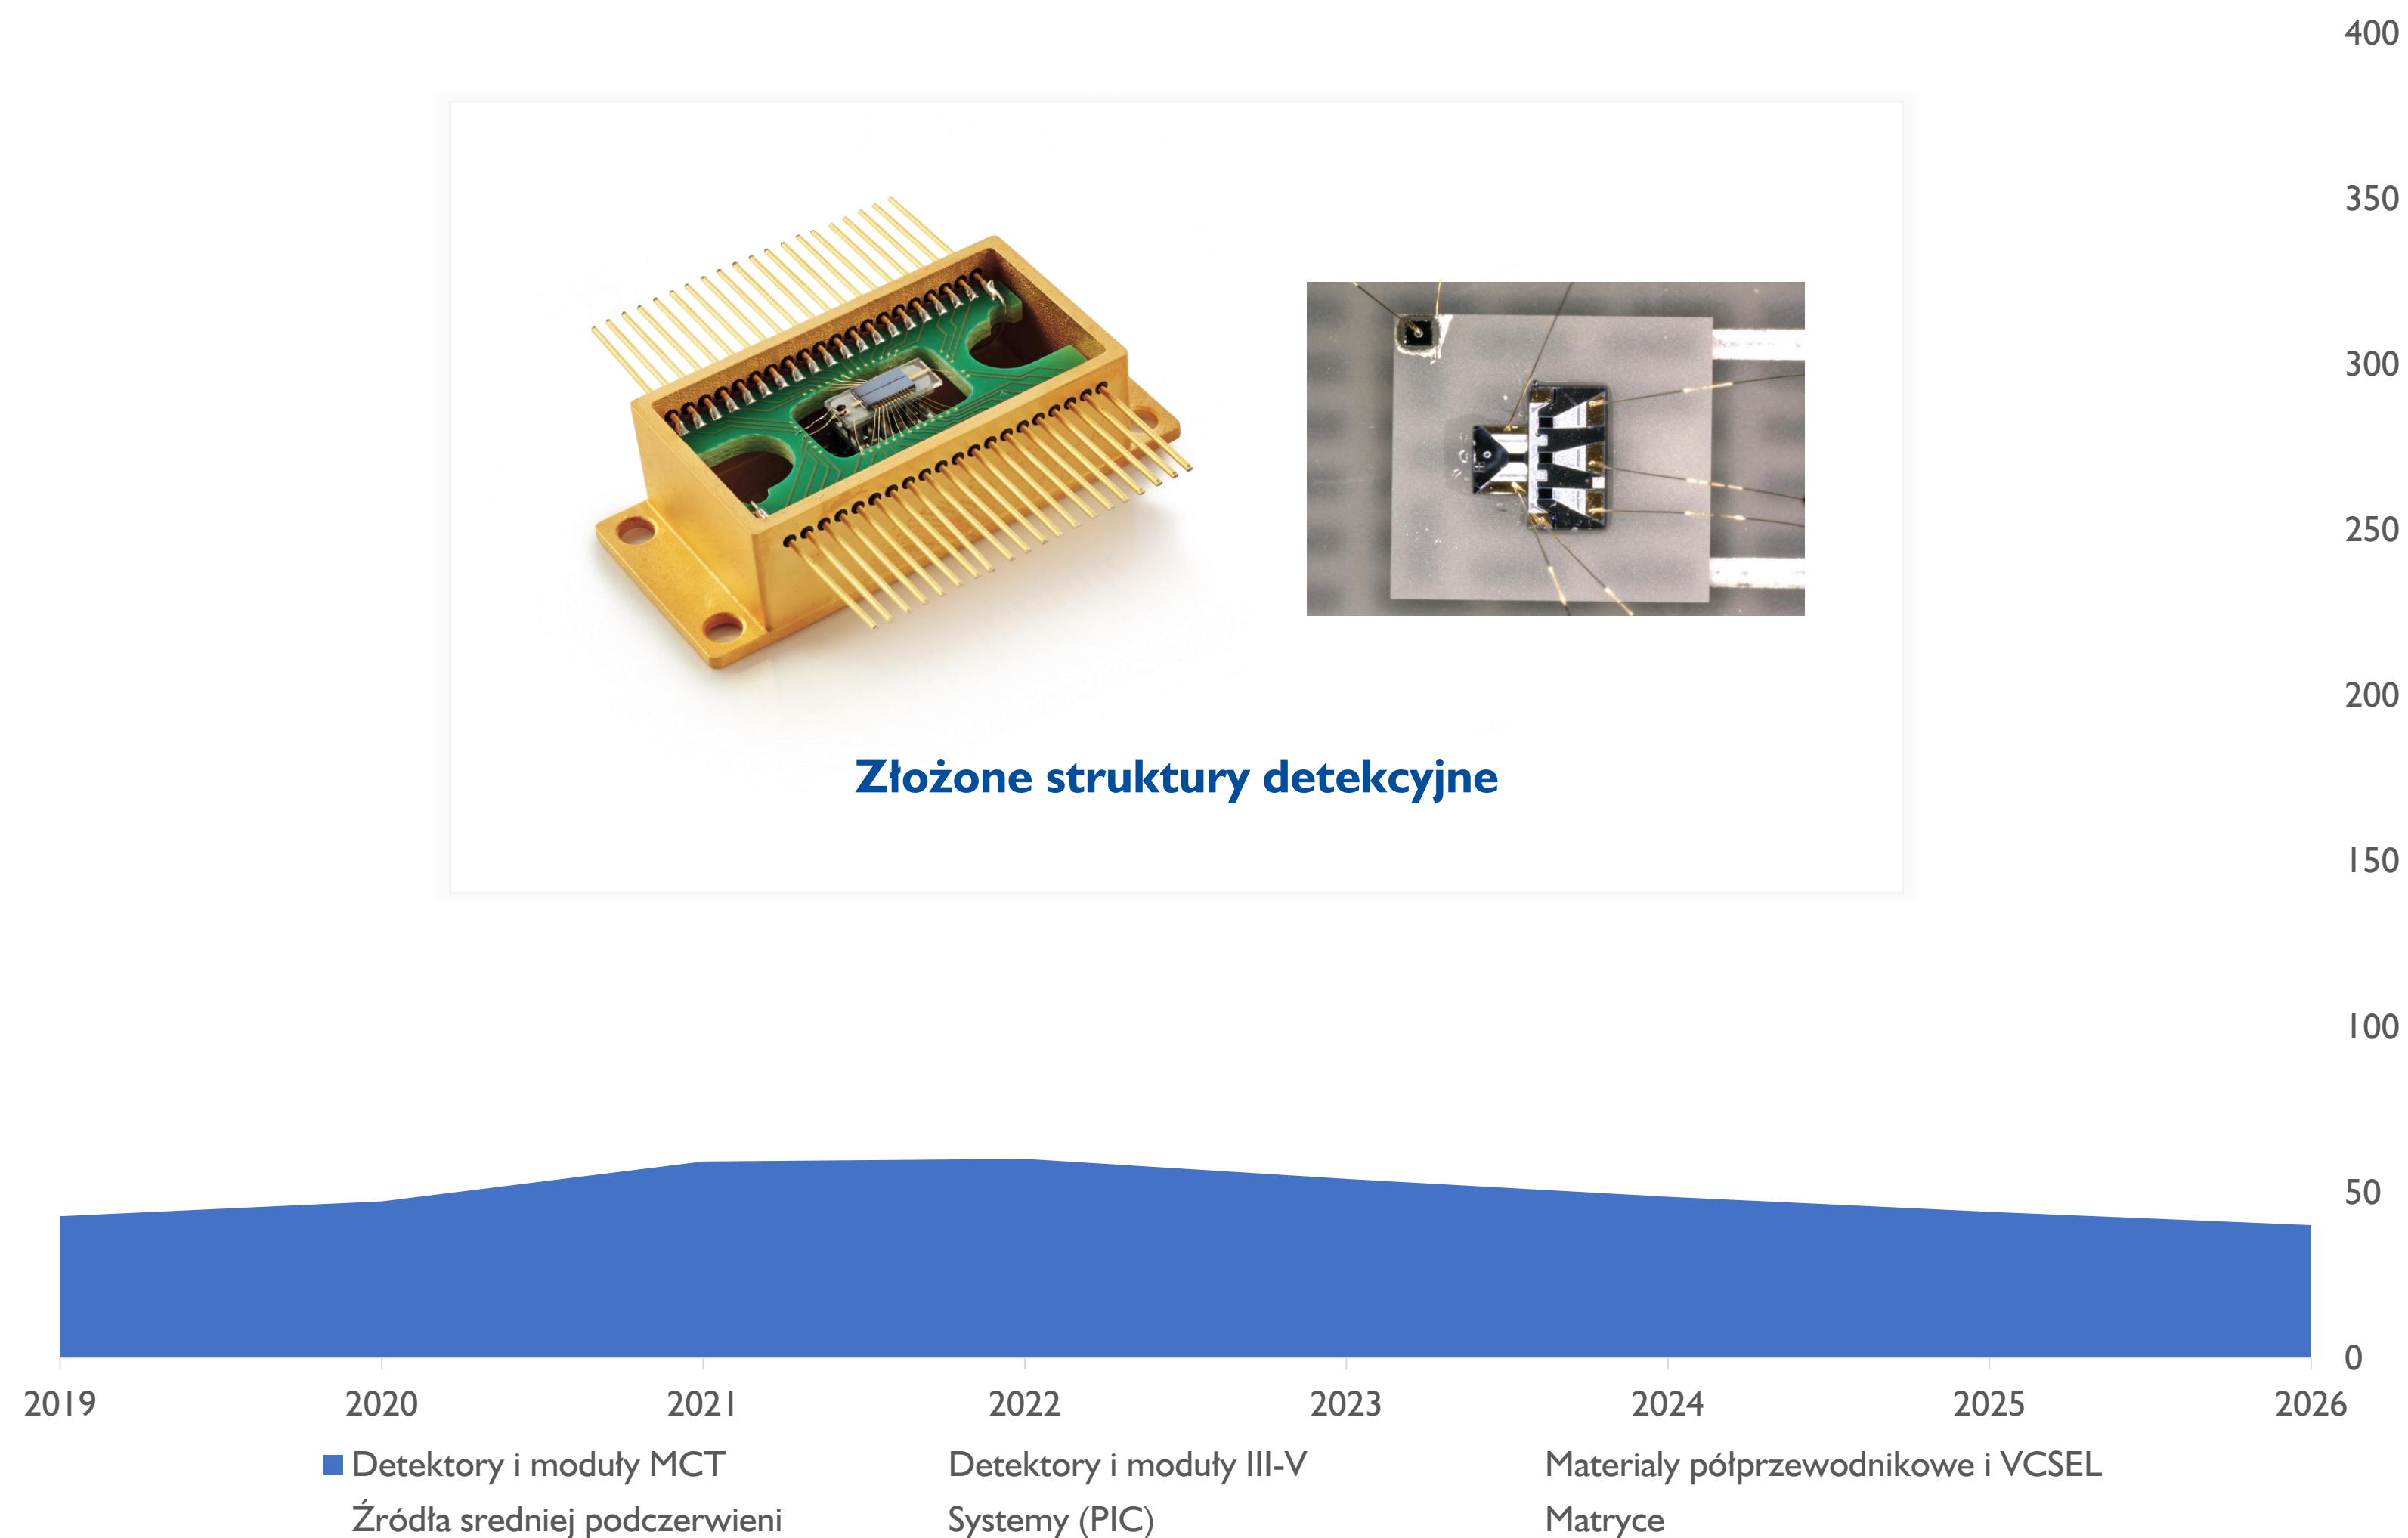 400
350
300
250
200
Złożone struktury detekcyjne
150
100
50
0
2019 2020 2021 2022 2023 2024 2025 2026
Detektory i moduły MCT Detektory i moduły III-V Materialy półprzewodnikowe i VCSEL
Źródła sredniej podczerwieni Systemy (PIC) Matryce